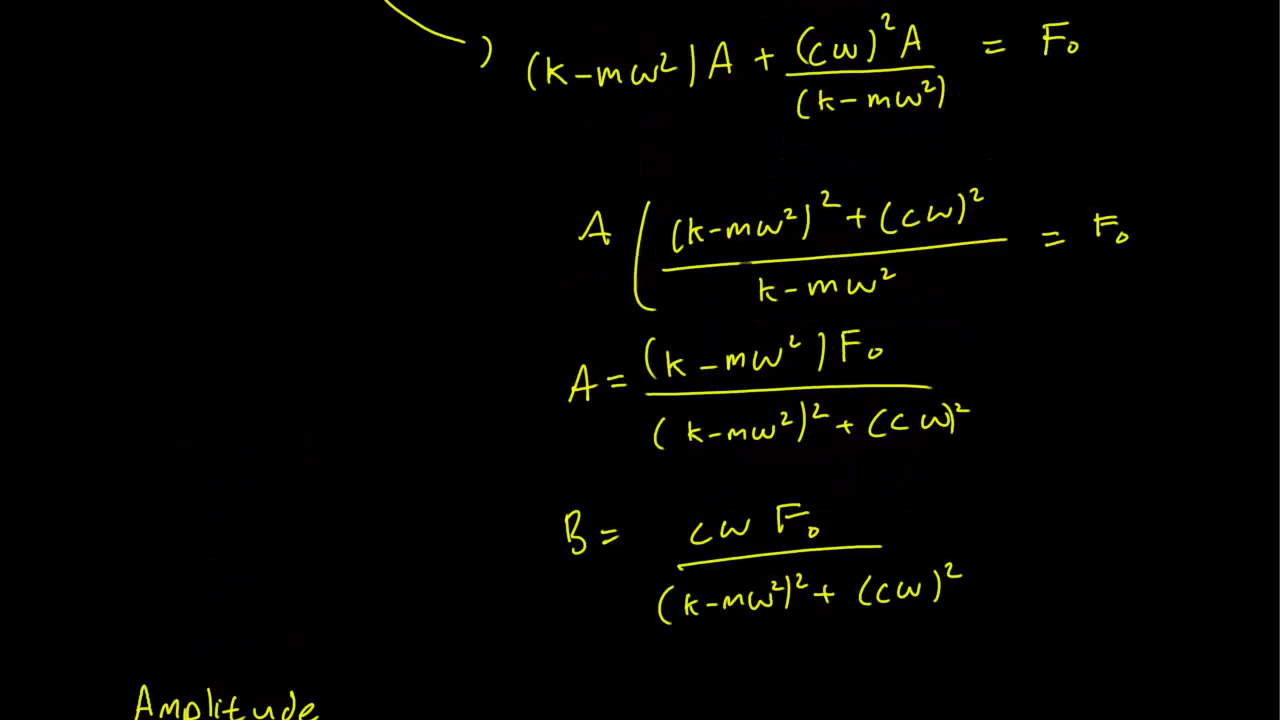 ) (k-mω²)A + (cω)²A/(k-mω²) = F₀
A ( (k-mω²)² + (cω)² / k-mω² = F₀
A = (k-mω²)F₀ / (k-mω²)² + (cω)²
B = cω F₀ / (k-mω²)² + (cω)²
Amplitude